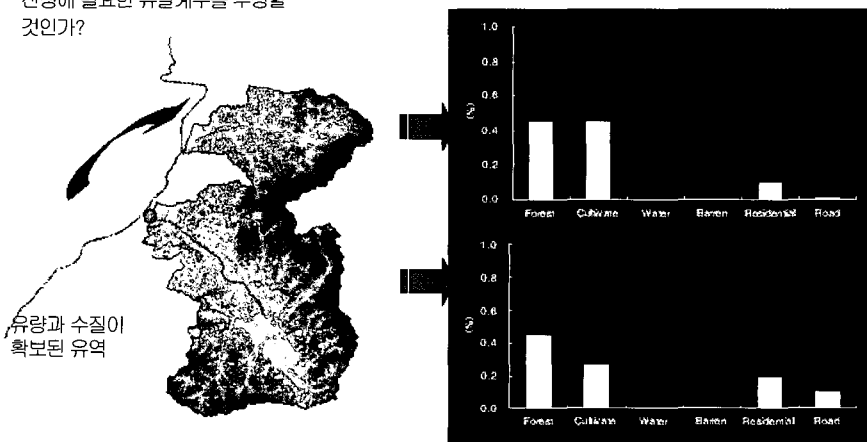 산정에 필요한 유달계수를 추정할
것인가?
유량과 수질이
확보된 유역
1.0
0.8
0.6
0.4
0.2
0.0
(%)
Forest Cultivate Water Barren Residential Road
1.0
0.8
0.6
0.4
0.2
0.0
(%)
Forest Cultivate Water Barren Residential Road